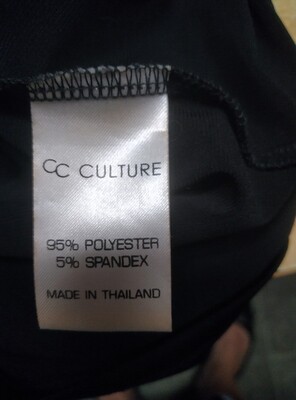 CC CULTURE
95% POLYESTER
5% SPANDEX
MADE IN THAILAND